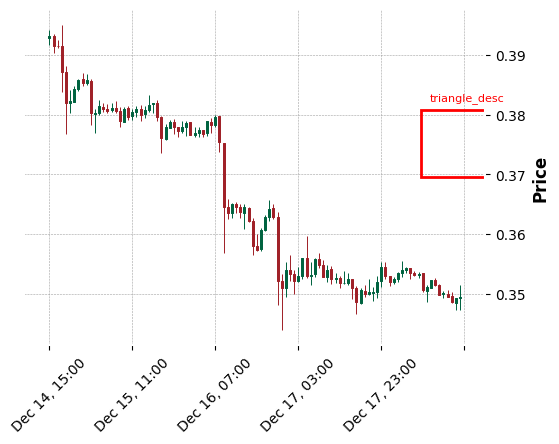 0.39
triangle_desc
0.38
0.37
Price
0.36
0.35
Dec 14, 15:00
Dec 15, 11:00
Dec 16, 07:00
Dec 17, 03:00
Dec 17, 23:00